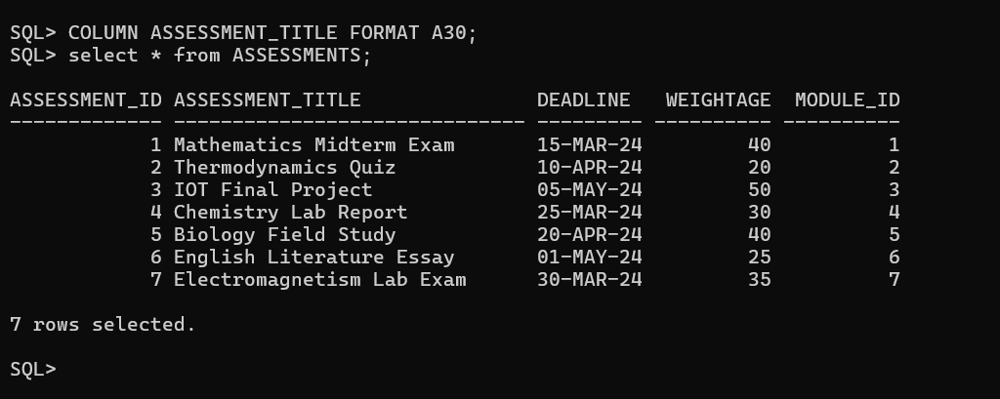 SQL> COLUMN ASSESSMENT_TITLE FORMAT A30;
SQL> select * from ASSESSMENTS;
ASSESSMENT_ID ASSESSMENT_TITLE               DEADLINE   WEIGHTAGE  MODULE_ID
------------- ------------------------------ --------- ---------- ----------
            1 Mathematics Midterm Exam       15-MAR-24         40          1
            2 Thermodynamics Quiz            10-APR-24         20          2
            3 IOT Final Project              05-MAY-24         50          3
            4 Chemistry Lab Report           25-MAR-24         30          4
            5 Biology Field Study            20-APR-24         40          5
            6 English Literature Essay       01-MAY-24         25          6
            7 Electromagnetism Lab Exam      30-MAR-24         35          7
7 rows selected.
SQL>